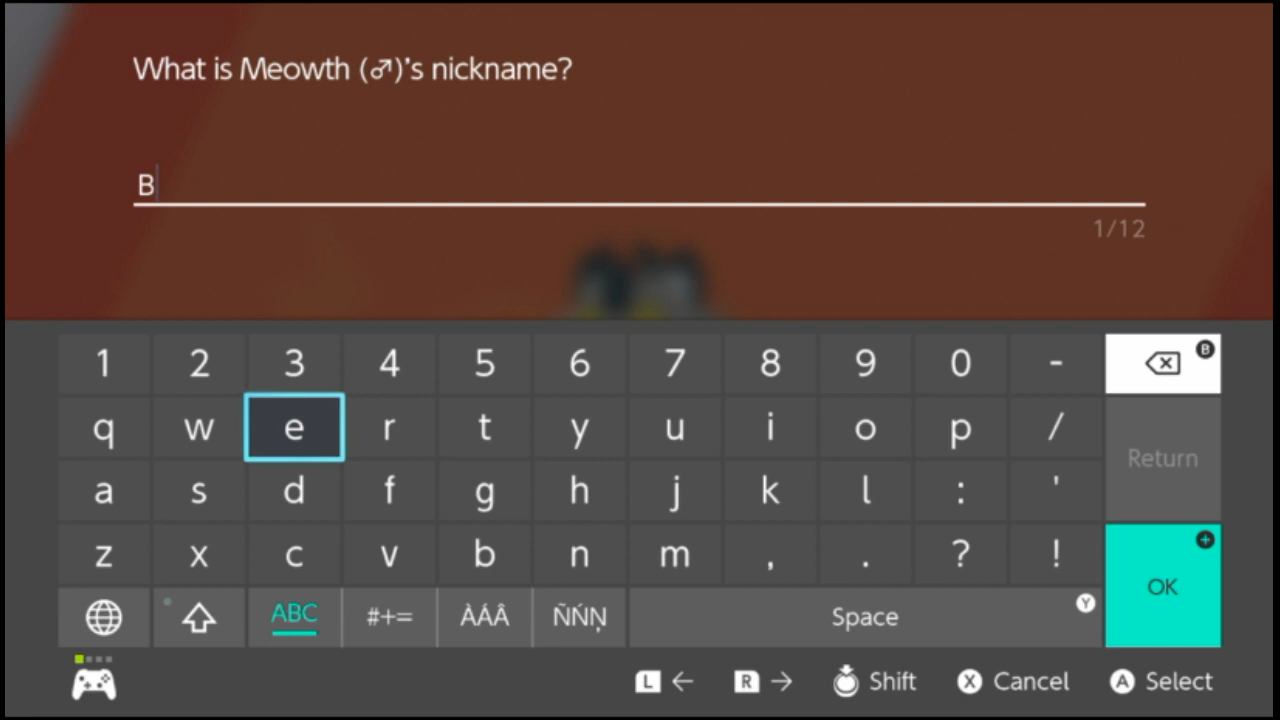 What is Meowth (♂)'s nickname?
B
1/12
1 2 3 4 5 6 7 8 9 0 - B
q w e r t y u i o p /
Return
a s d f g h j k l : '
z x c v b n m , . ? ! +
OK
ABC #+= ÀÁÂ ÑŃŅ Space Y
L ← R → Shift X Cancel A Select